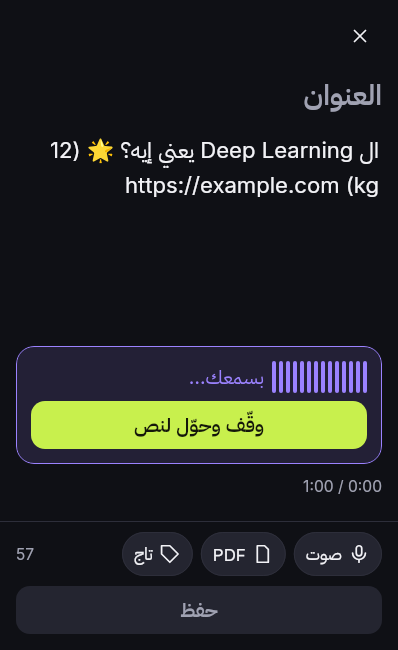 العنوان
ال Deep Learning يعني إيه؟ 🌟 (12
kg) https://example.com
بسمعك...
وقّف وحوّل لنص
0:00 / 1:00
صوت
PDF
تاج
57
حفظ